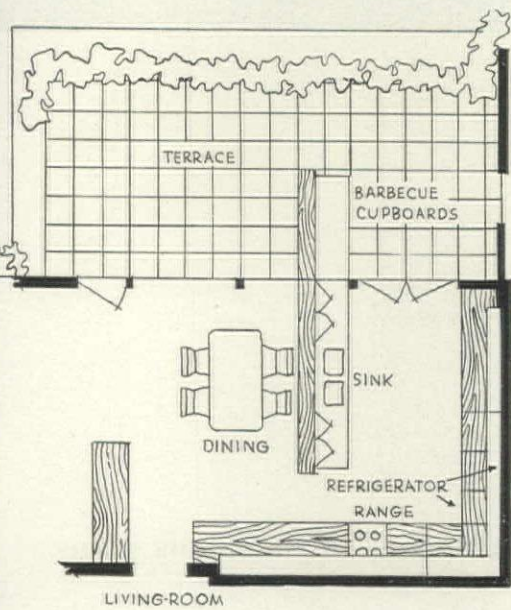 TERRACE
BARBECUE
CUPBOARDS
SINK
DINING
REFRIGERATOR
RANGE
LIVING-ROOM